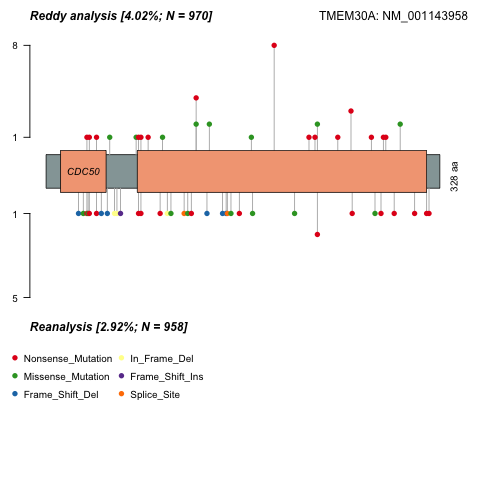 Reddy analysis [4.02%; N = 970]
TMEM30A: NM_001143958
8
1
CDC50
328 aa
1
5
Reanalysis [2.92%; N = 958]
Nonsense_Mutation
In_Frame_Del
Missense_Mutation
Frame_Shift_Ins
Frame_Shift_Del
Splice_Site